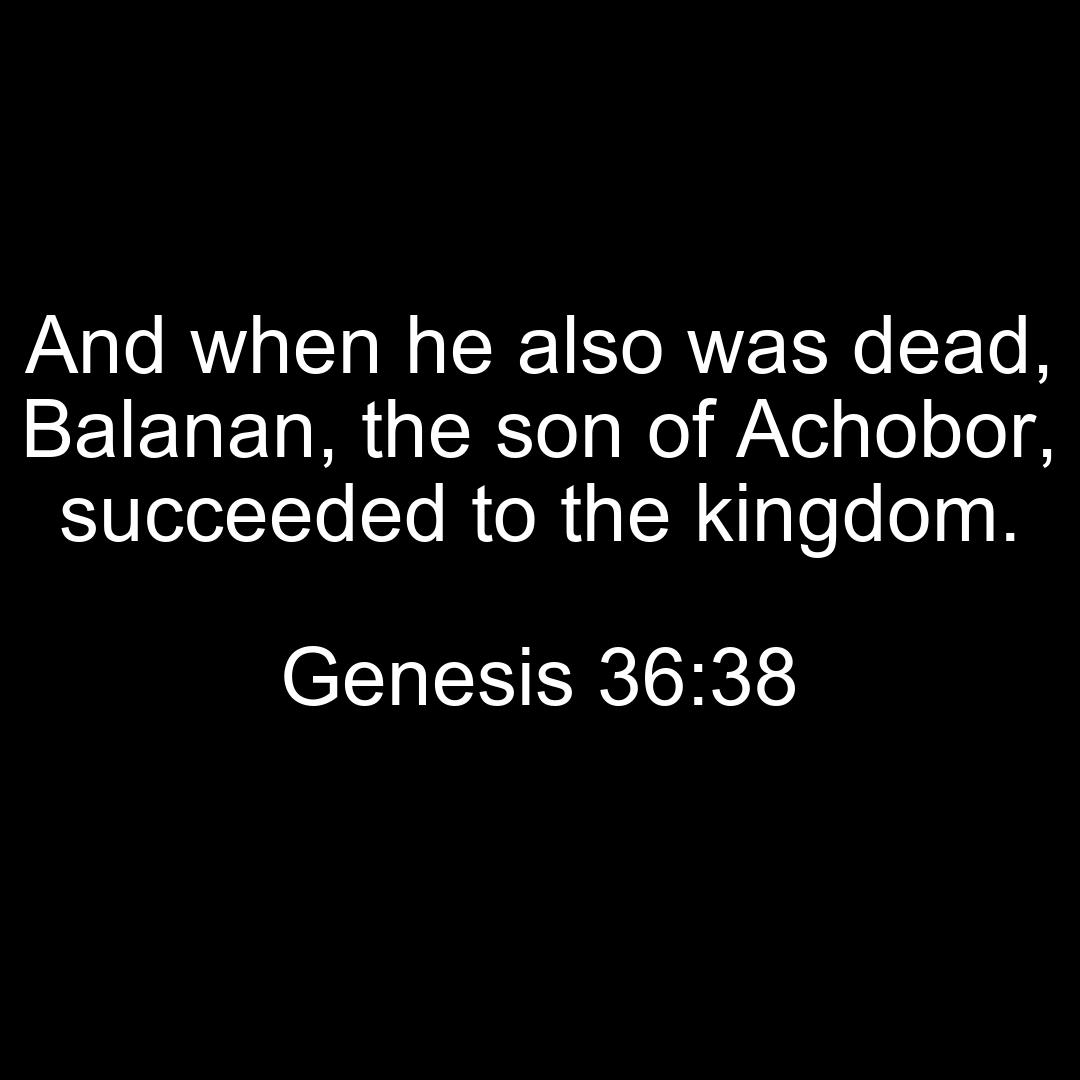 And when he also was dead,
Balanan, the son of Achobor,
succeeded to the kingdom.
Genesis 36:38